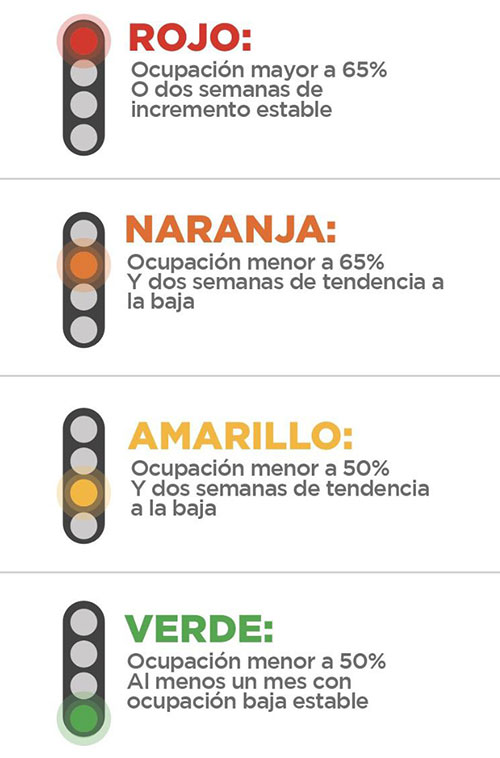 ROJO:
Ocupación mayor a 65%
O dos semanas de
incremento estable
NARANJA:
Ocupación menor a 65%
Y dos semanas de tendencia a
la baja
AMARILLO:
Ocupación menor a 50%
Y dos semanas de tendencia
a la baja
VERDE:
Ocupación menor a 50%
Al menos un mes con
ocupación baja estable